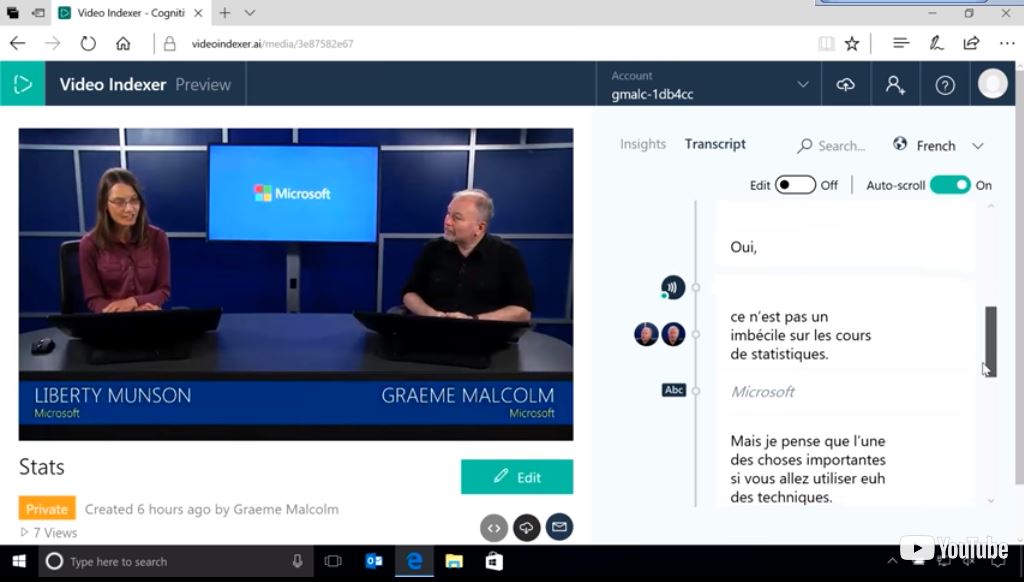 Video Indexer - Cogniti
videoindexer.ai/media/3e87582e67
Video Indexer Preview
Account
gmalc-1db4cc
Microsoft
LIBERTY MUNSON
Microsoft
GRAEME MALCOLM
Microsoft
Stats
Edit
Private
Created 6 hours ago by Graeme Malcolm
7 Views
Insights
Transcript
Search...
French
Edit
Off
Auto-scroll
On
Oui,
ce n'est pas un
imbécile sur les cours
de statistiques.
Abc
Microsoft
Mais je pense que l'une
des choses importantes
si vous allez utiliser euh
des techniques.
Type here to search
YouTube